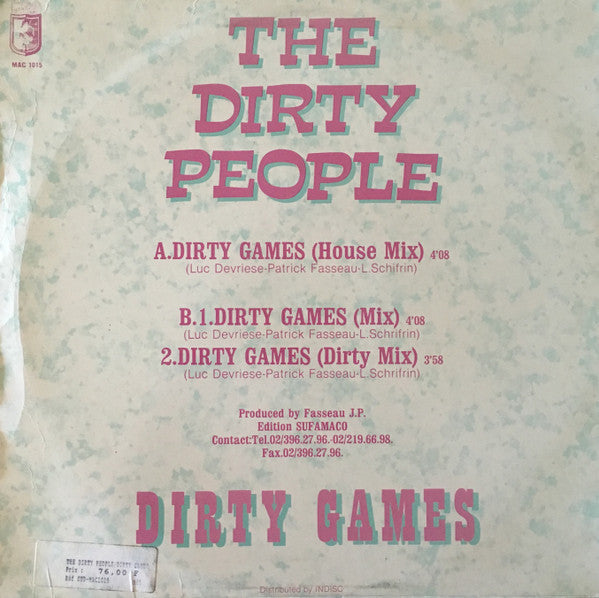 MAC 1015
THE
DIRTY
PEOPLE
A.DIRTY GAMES (House Mix) 4'08
(Luc Devriese-Patrick Fasseau-L.Schifrin)
B.1.DIRTY GAMES (Mix) 4'08
(Luc Devriese-Patrick Fasseau-L.Schrifrin)
2.DIRTY GAMES (Dirty Mix) 3'58
(Luc Devriese-Patrick Fasseau-L.Schrifrin)
Produced by Fasseau J.P.
Edition SUFAMACO
Contact:Tel.02/396.27.96.-02/219.66.98.
Fax.02/396.27.96.
DIRTY GAMES
THE DIRTY PEOPLE/DIRTY GAMES
Prix : 76,00 F
Distributed by INDISC